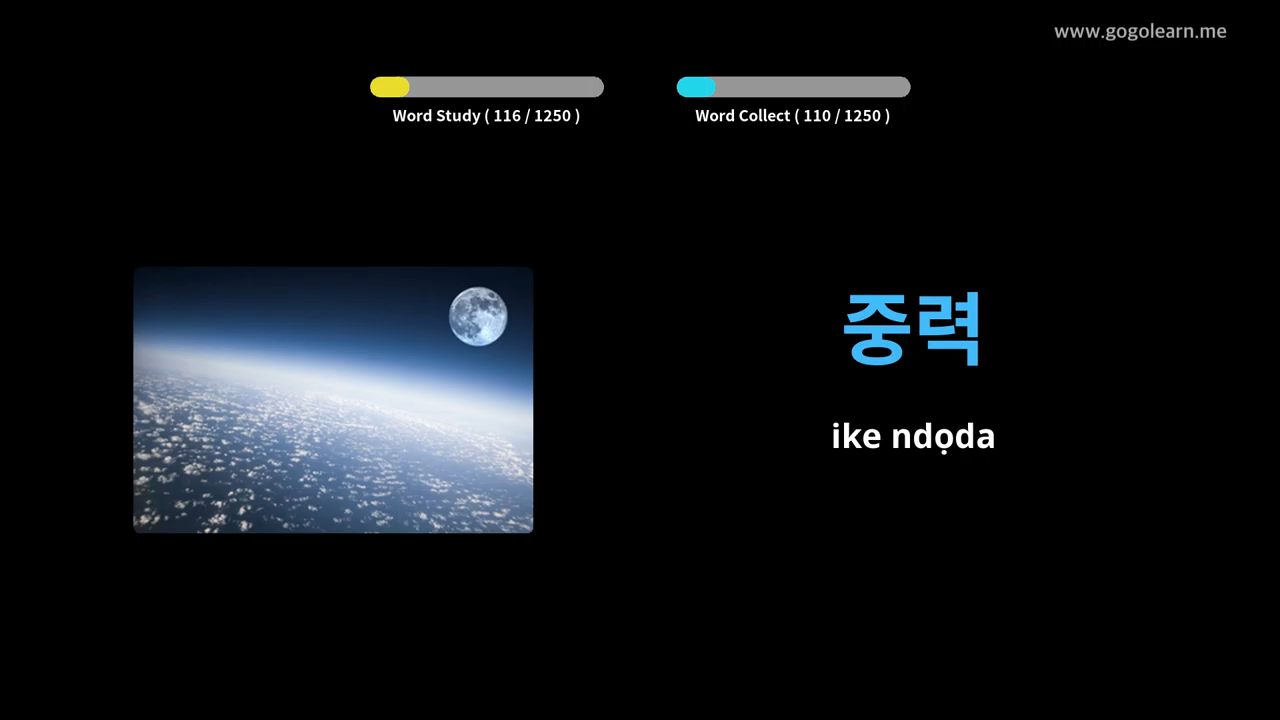 www.gogolearn.me
Word Study ( 116 / 1250 )
Word Collect ( 110 / 1250 )
중력
ike ndọda